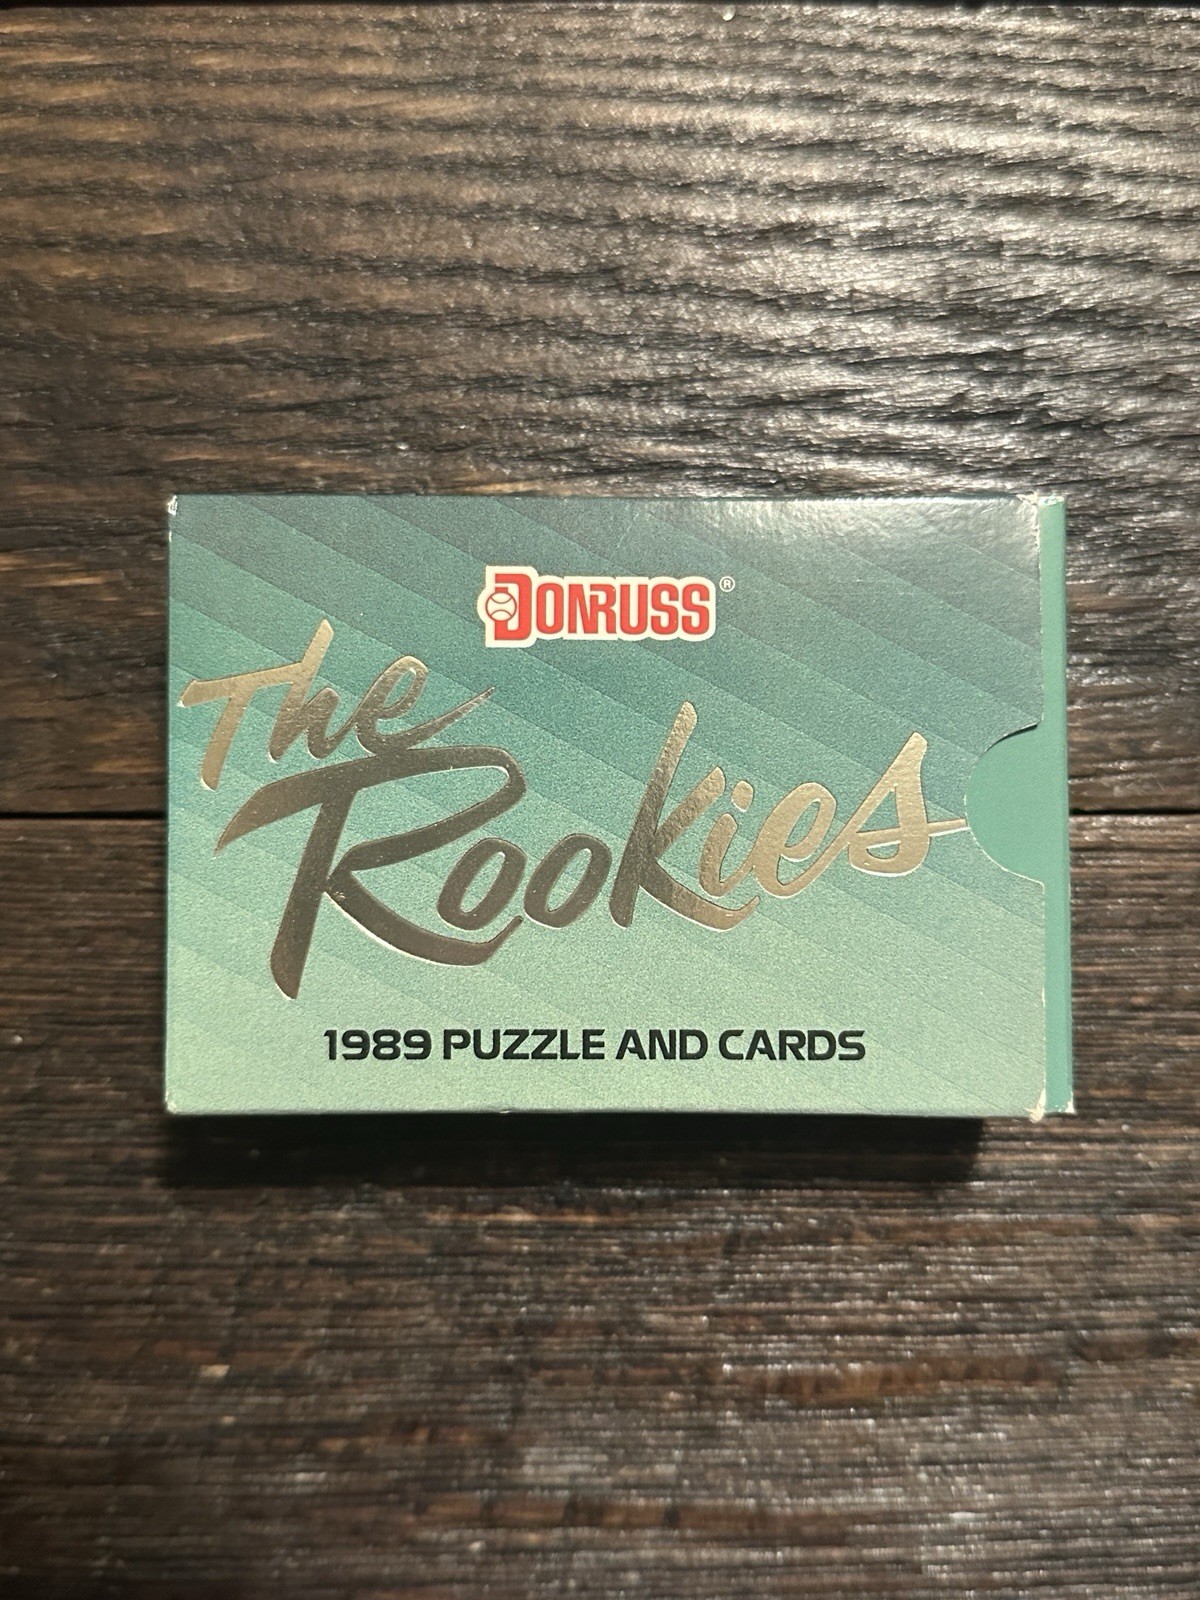 DONRUSS®
The
Rookies
1989 PUZZLE AND CARDS